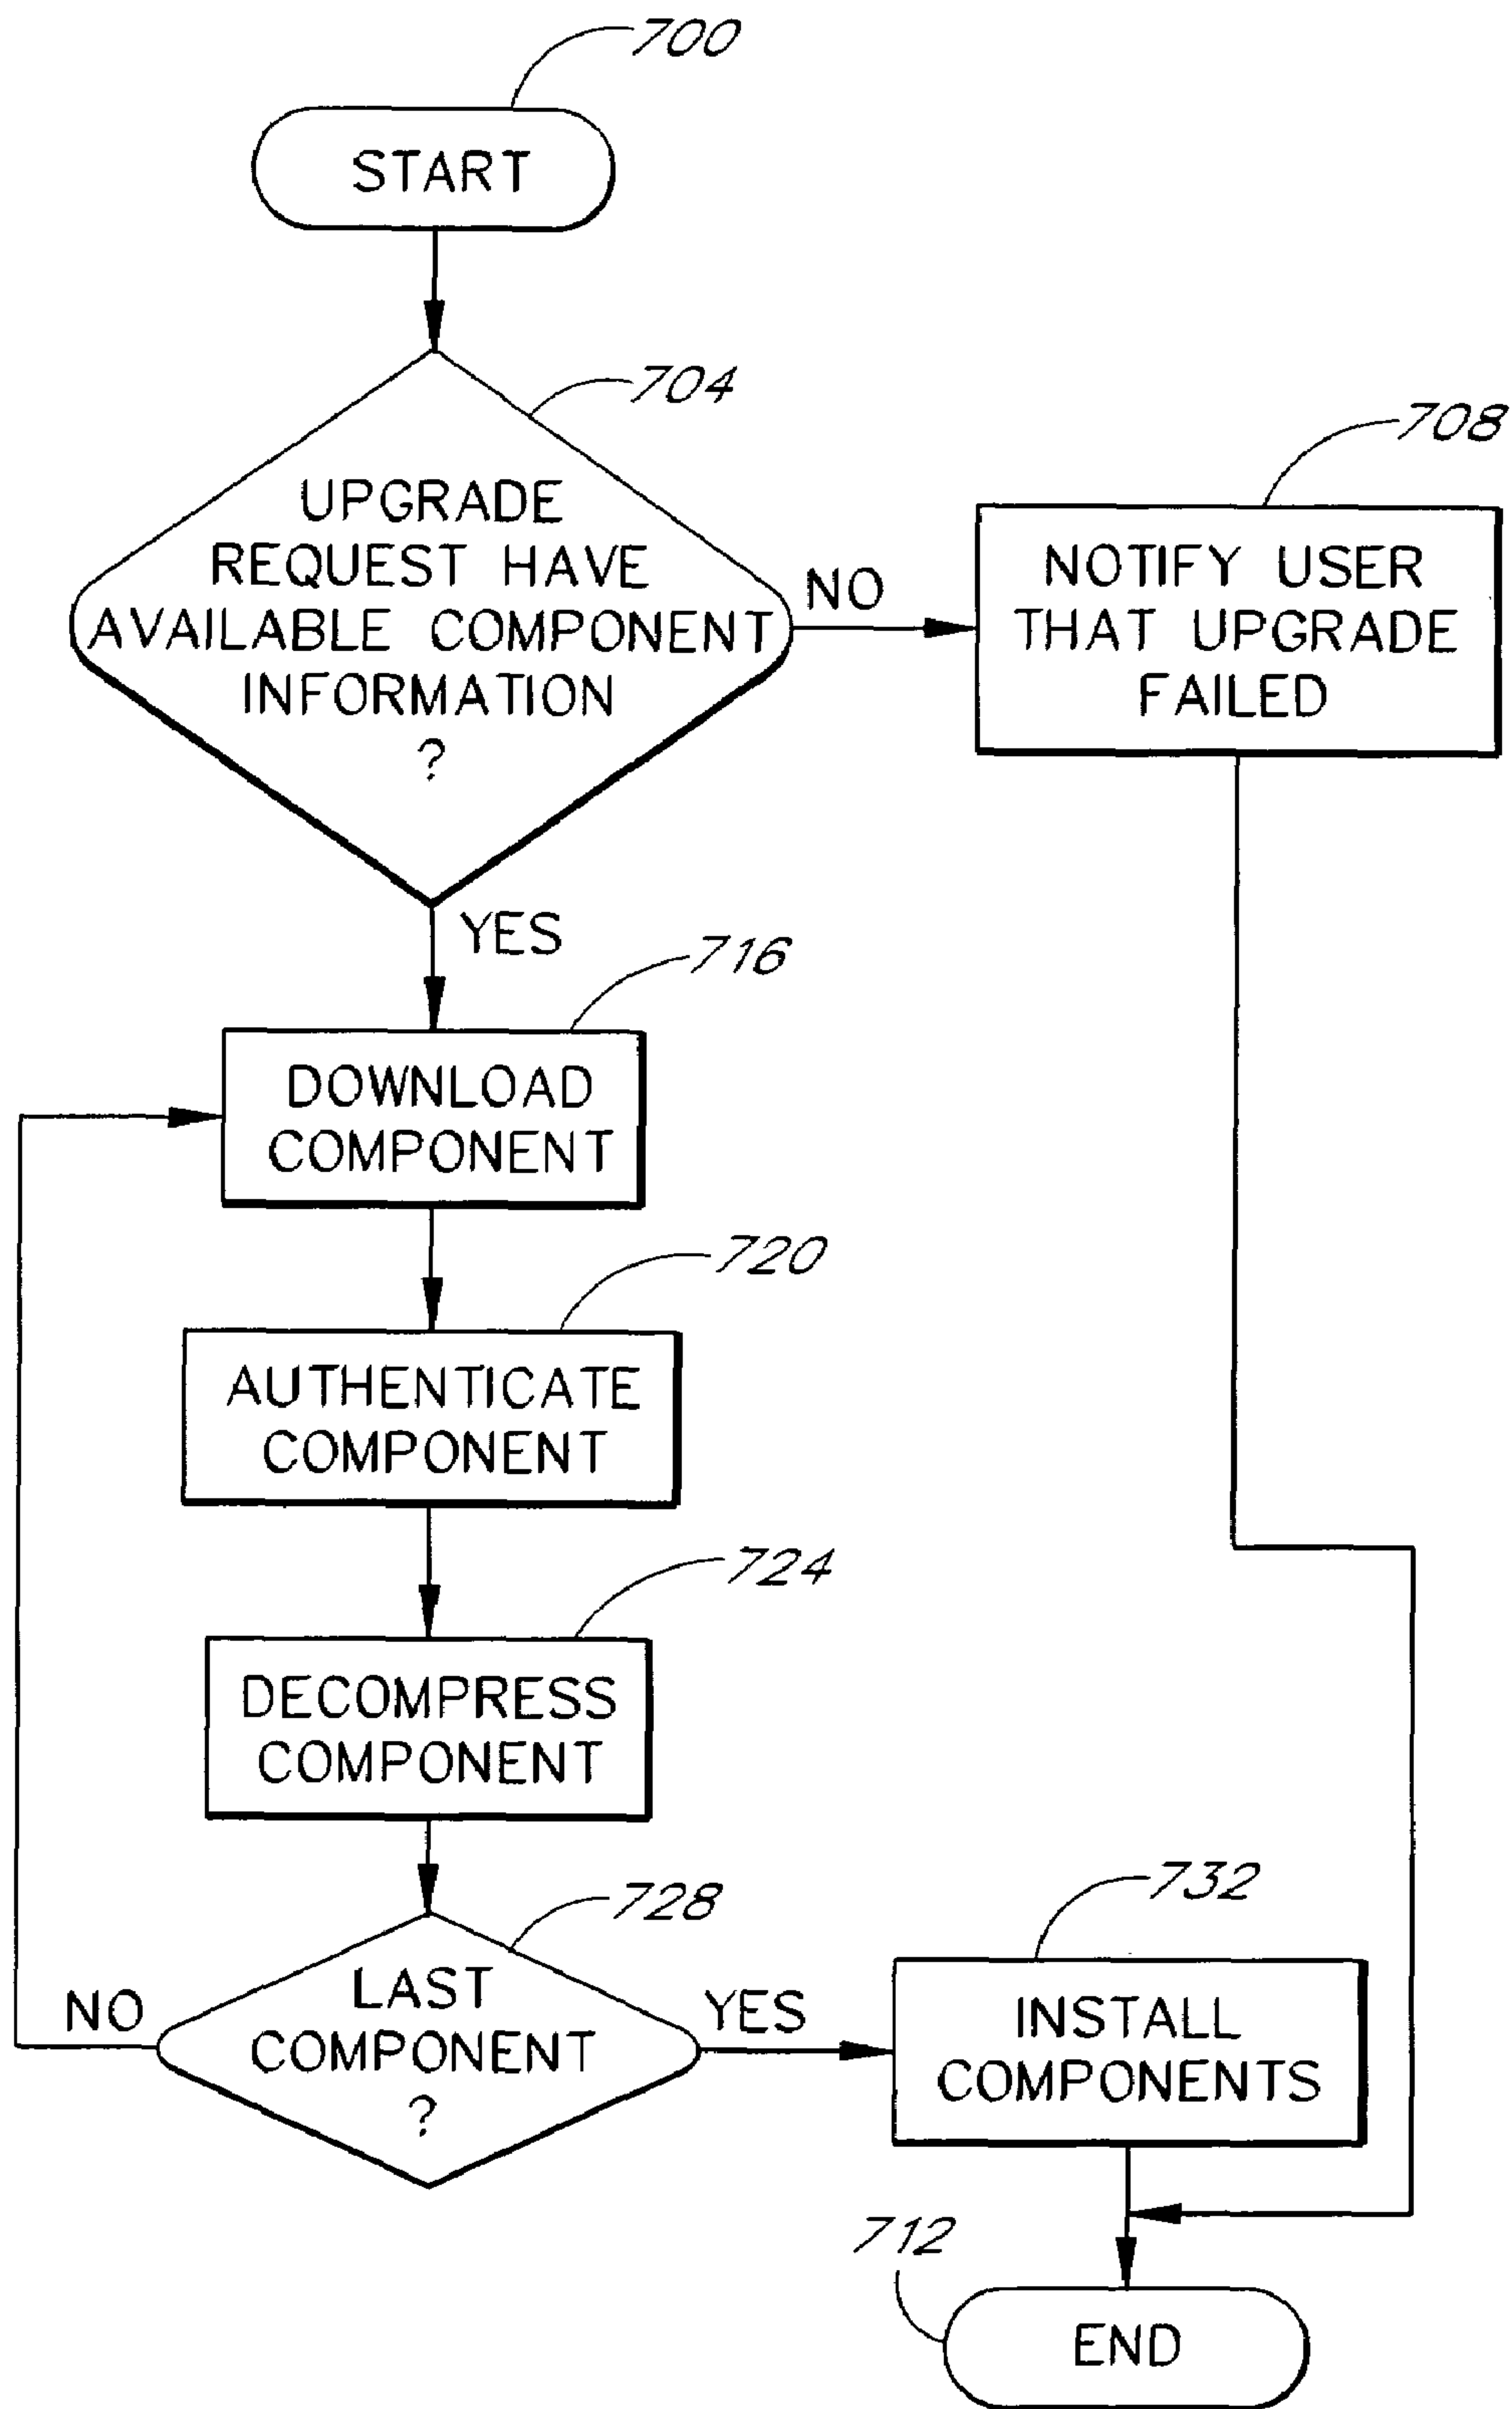 700
START
704
UPGRADE
REQUEST HAVE
AVAILABLE COMPONENT
INFORMATION
?
NO
708
NOTIFY USER
THAT UPGRADE
FAILED
YES
716
DOWNLOAD
COMPONENT
720
AUTHENTICATE
COMPONENT
724
DECOMPRESS
COMPONENT
728
LAST
COMPONENT
?
NO
YES
732
INSTALL
COMPONENTS
712
END